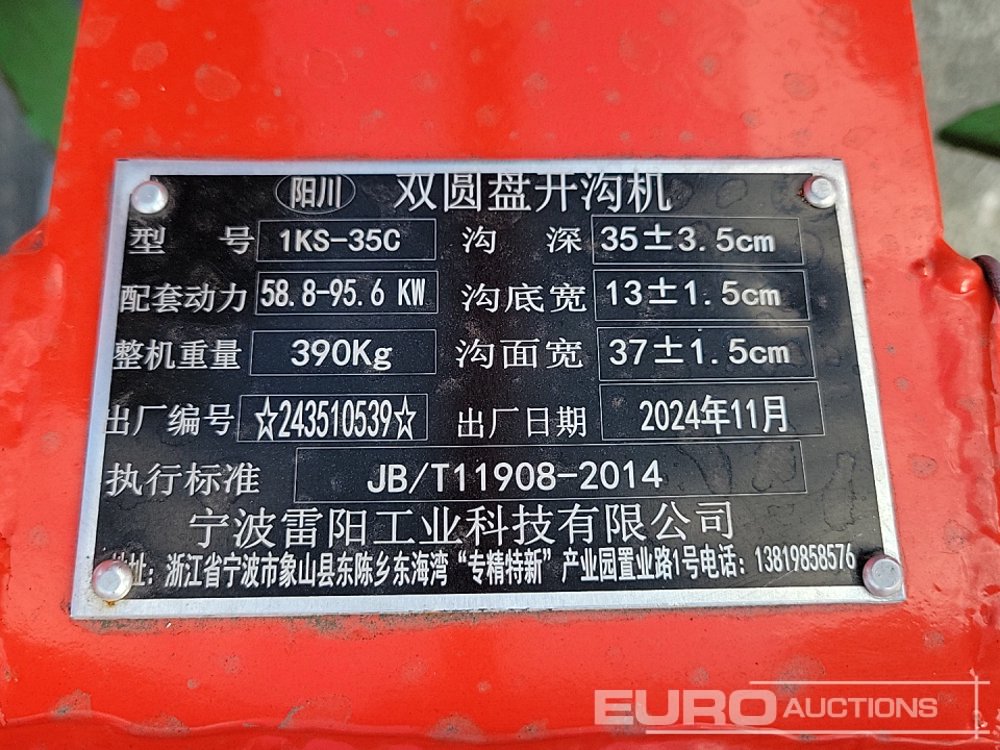 阳川 双圆盘开沟机
型 号 1KS-35C 沟 深 35±3.5cm
配套动力 58.8-95.6 KW 沟底宽 13±1.5cm
整机重量 390Kg 沟面宽 37±1.5cm
出厂编号 ☆243510539☆ 出厂日期 2024年11月
执行标准 JB/T11908-2014
宁波雷阳工业科技有限公司
地址：浙江省宁波市象山县东陈乡东海湾“专精特新”产业园置业路1号电话：13819858576
EURO AUCTIONS